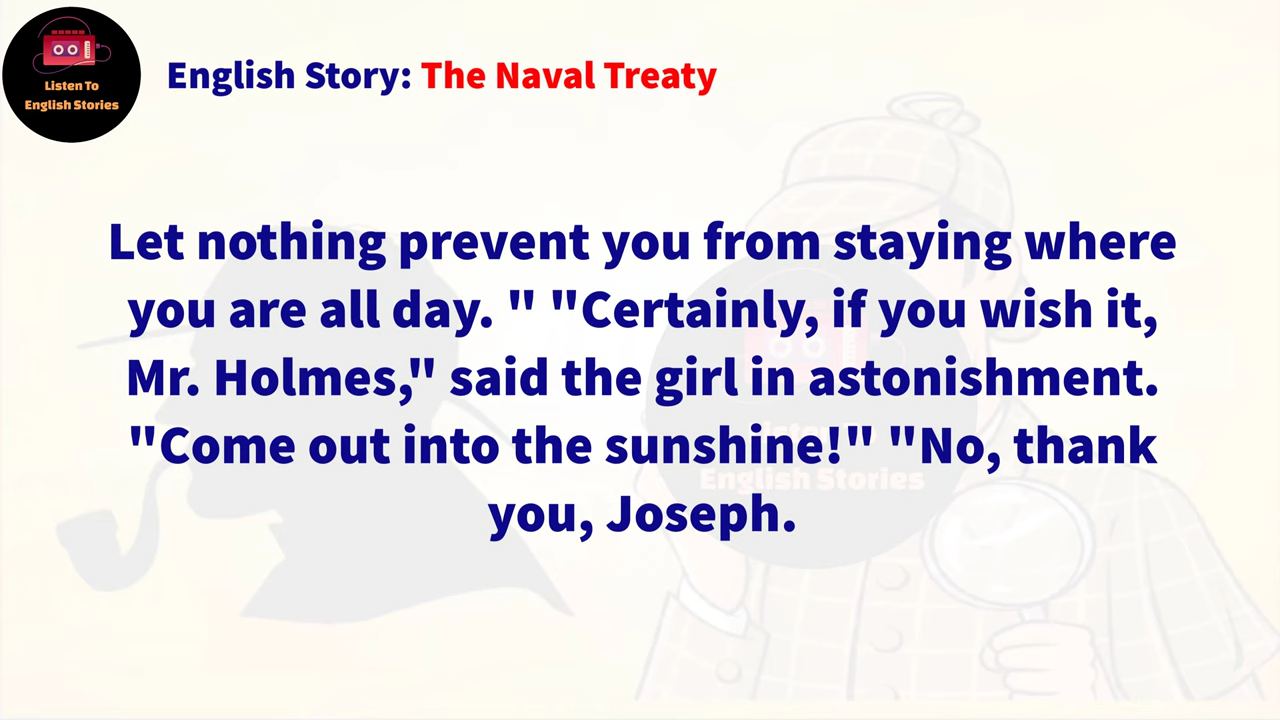 Listen To
English Stories
English Story: The Naval Treaty
Let nothing prevent you from staying where
you are all day. " "Certainly, if you wish it,
Mr. Holmes," said the girl in astonishment.
"Come out into the sunshine!" "No, thank
you, Joseph.
English Stories